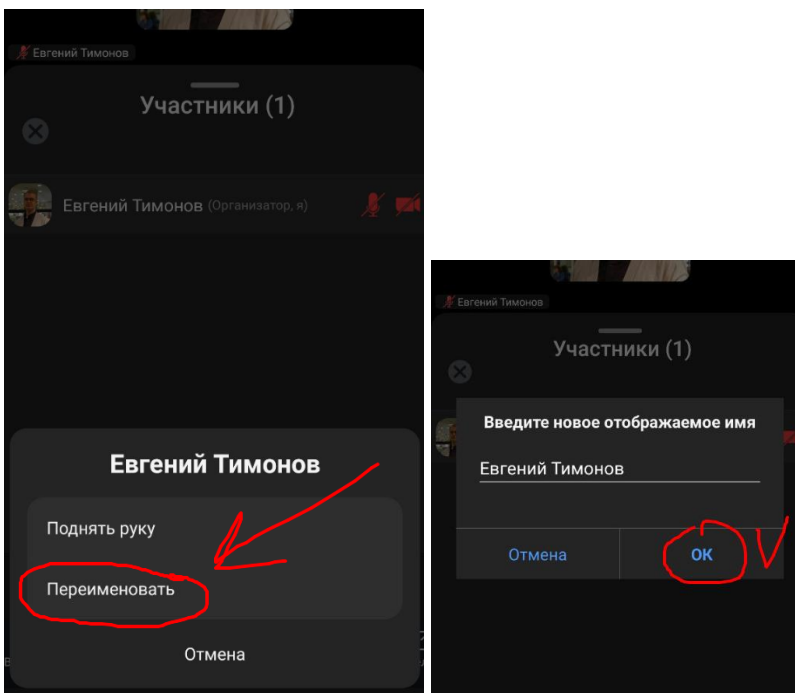 Евгений Тимонов
Участники (1)
Евгений Тимонов (Организатор, я)
Евгений Тимонов
Поднять руку
Переименовать
Отмена
Евгений Тимонов
Участники (1)
Введите новое отображаемое имя
Евгений Тимонов
Отмена
ОК